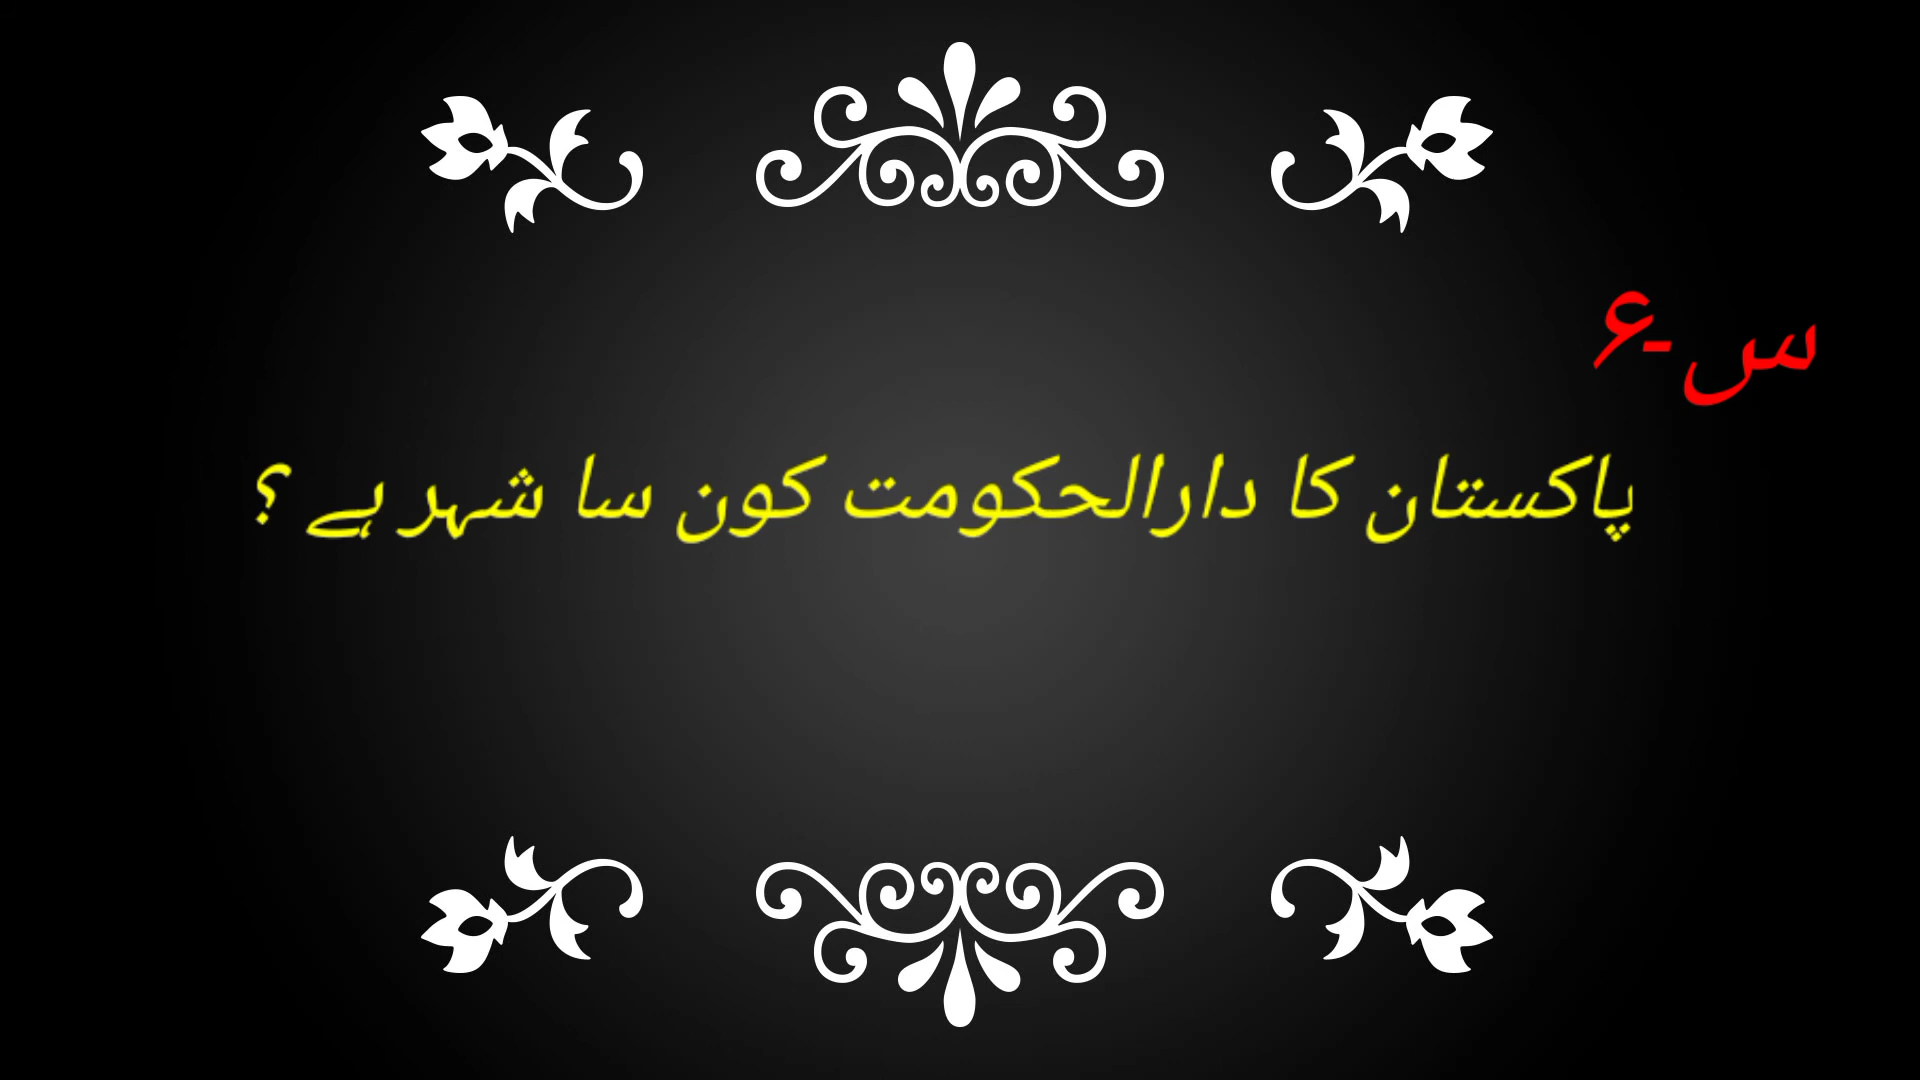 س-۶
پاکستان کا دارالحکومت کون سا شہر ہے ؟